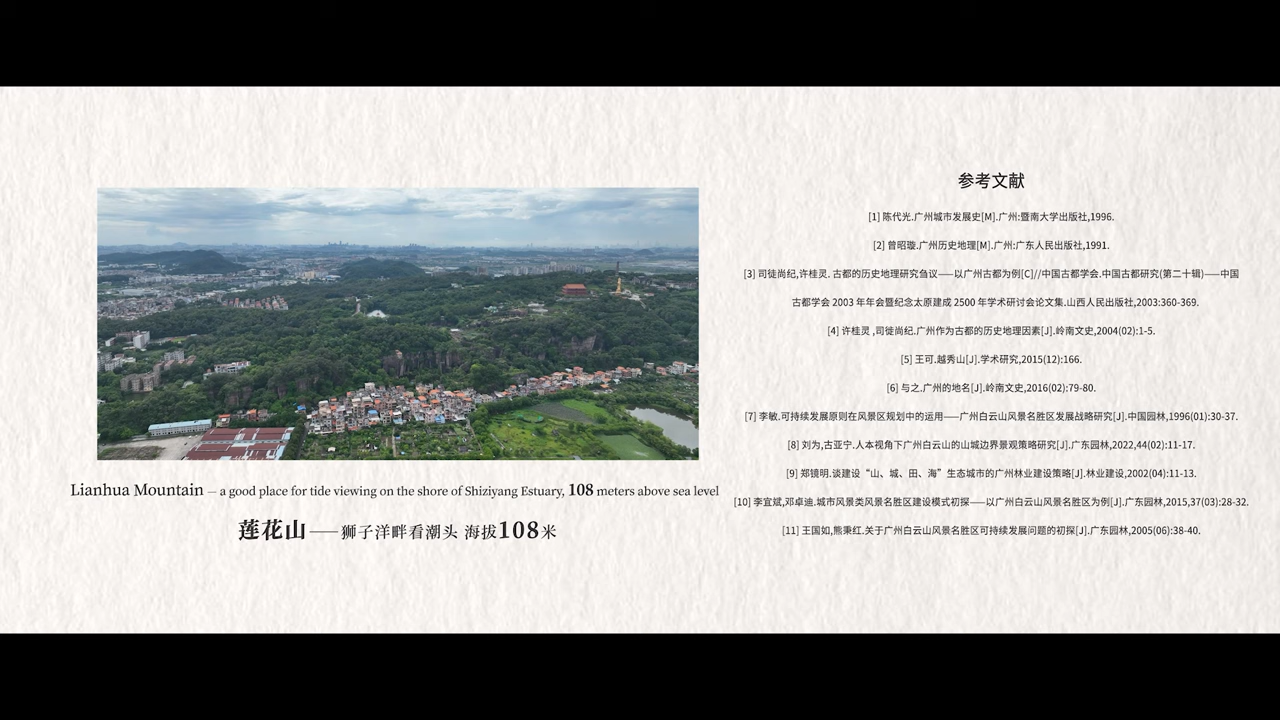 Lianhua Mountain — a good place for tide viewing on the shore of Shiziyang Estuary, 108 meters above sea level
莲花山——狮子洋畔看潮头 海拔108米
参考文献
[1] 陈代光.广州城市发展史[M].广州:暨南大学出版社,1996.
[2] 曾昭璇.广州历史地理[M].广州:广东人民出版社,1991.
[3] 司徒尚纪,许桂灵. 古都的历史地理研究刍议——以广州古都为例[C]//中国古都学会.中国古都研究(第二十辑)——中国
古都学会 2003 年年会暨纪念太原建成 2500 年学术研讨会论文集.山西人民出版社,2003:360-369.
[4] 许桂灵 ,司徒尚纪.广州作为古都的历史地理因素[J].岭南文史,2004(02):1-5.
[5] 王可.越秀山[J].学术研究,2015(12):166.
[6] 与之.广州的地名[J].岭南文史,2016(02):79-80.
[7] 李敏.可持续发展原则在风景区规划中的运用——广州白云山风景名胜区发展战略研究[J].中国园林,1996(01):30-37.
[8] 刘为,古亚宁.人本视角下广州白云山的山城边界景观策略研究[J].广东园林,2022,44(02):11-17.
[9] 郑镜明.谈建设“山、城、田、海”生态城市的广州林业建设策略[J].林业建设,2002(04):11-13.
[10] 李宜斌,邓卓迪.城市风景类风景名胜区建设模式初探——以广州白云山风景名胜区为例[J].广东园林,2015,37(03):28-32.
[11] 王国如,熊秉红.关于广州白云山风景名胜区可持续发展问题的初探[J].广东园林,2005(06):38-40.